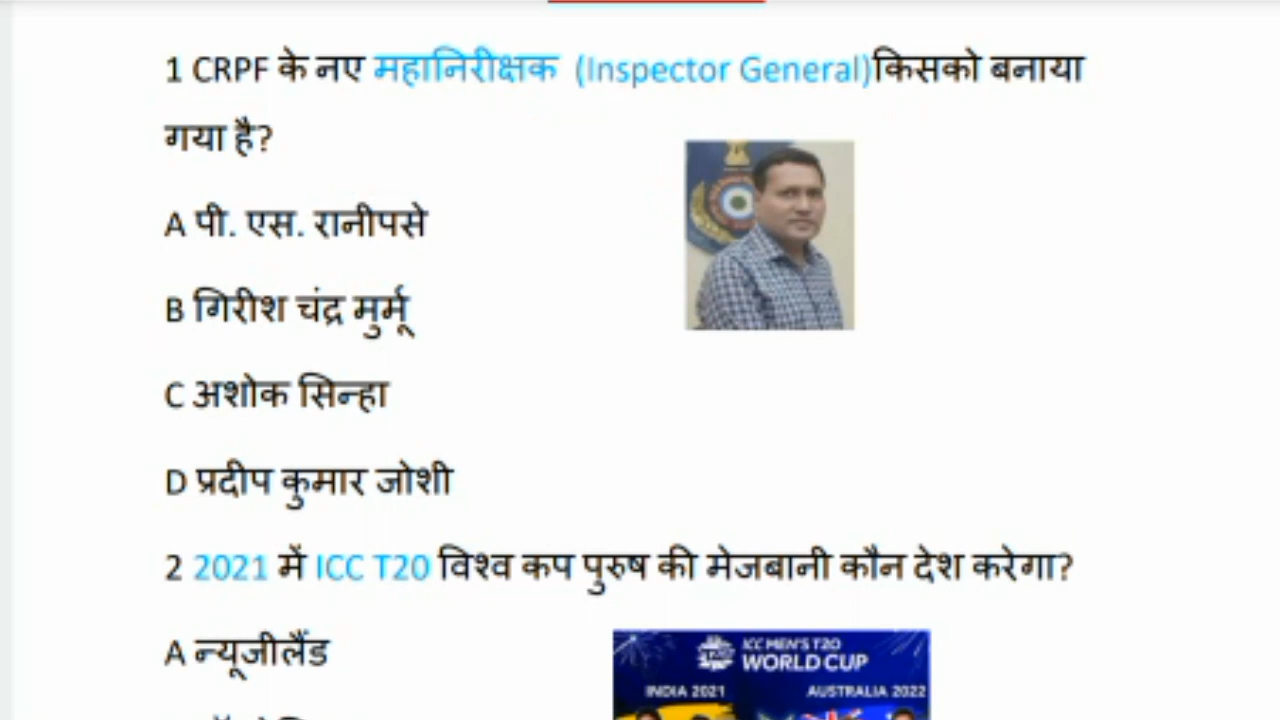 1 CRPF के नए महानिरीक्षक (Inspector General)किसको बनाया
गया है?
A पी. एस. रानीपसे
B गिरीश चंद्र मुर्मू
C अशोक सिन्हा
D प्रदीप कुमार जोशी
2 2021 में ICC T20 विश्व कप पुरुष की मेजबानी कौन देश करेगा?
A न्यूजीलैंड
ICC MEN'S T20
WORLD CUP
INDIA 2021
AUSTRALIA 2022